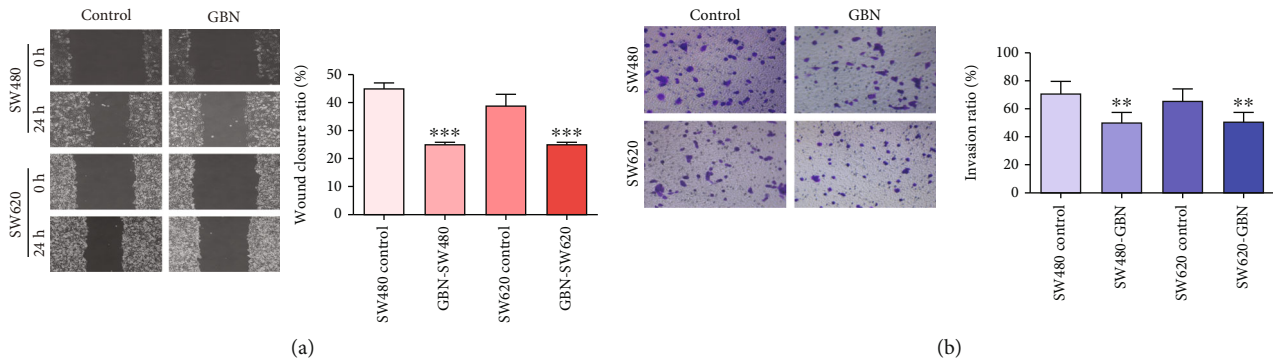 Control GBN
SW480
0 h
24 h
SW620
0 h
24 h
Wound closure ratio (%)
50
40
30
20
10
0
***
***
SW480 control
GBN-SW480
SW620 control
GBN-SW620
(a)
Control GBN
SW480
SW620
Invasion ratio (%)
100
80
60
40
20
0
**
**
SW480 control
SW480-GBN
SW620 control
SW620-GBN
(b)